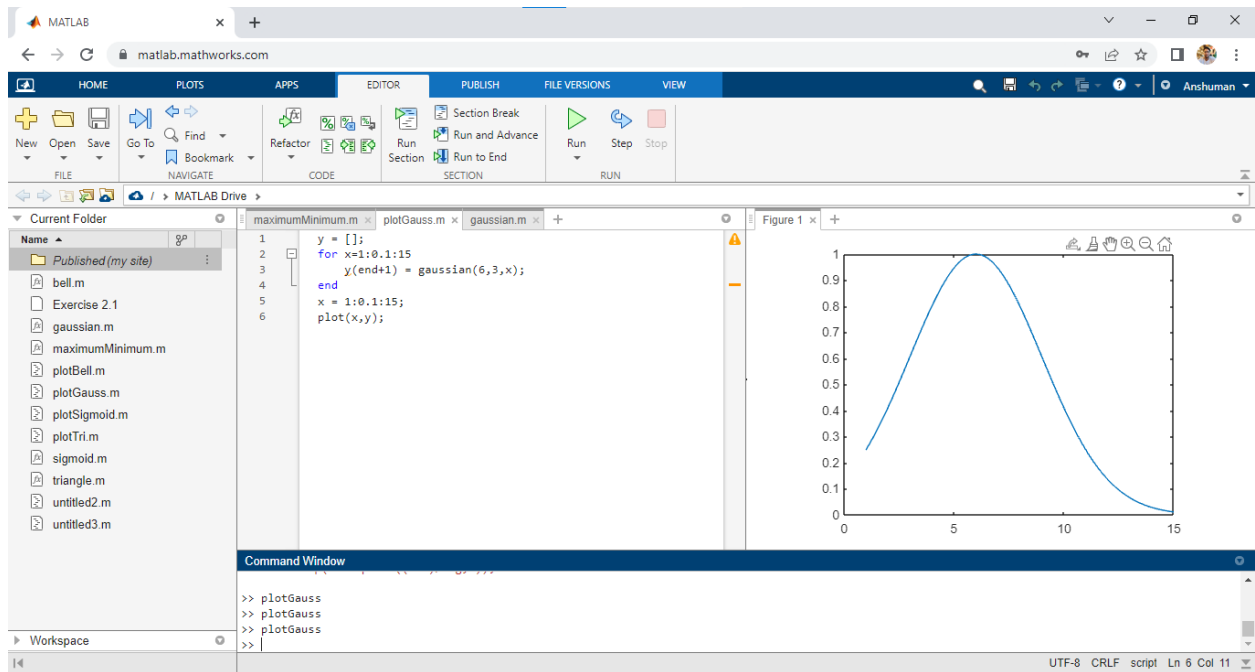 MATLAB
matlab.mathworks.com
HOME PLOTS APPS EDITOR PUBLISH FILE VERSIONS VIEW Anshuman
New Open Save Go To Find Bookmark Refactor Run Section Section Break Run and Advance Run to End Run Step Stop
FILE NAVIGATE CODE SECTION RUN
/ > MATLAB Drive >
Current Folder
Name
Published (my site)
bell.m
Exercise 2.1
gaussian.m
maximumMinimum.m
plotBell.m
plotGauss.m
plotSigmoid.m
plotTri.m
sigmoid.m
triangle.m
untitled2.m
untitled3.m
Workspace
maximumMinimum.m × plotGauss.m × gaussian.m × +
1 y = [];
2 for x=1:0.1:15
3 y(end+1) = gaussian(6,3,x);
4 end
5 x = 1:0.1:15;
6 plot(x,y);
Figure 1 × +
1
0.9
0.8
0.7
0.6
0.5
0.4
0.3
0.2
0.1
0
0 5 10 15
Command Window
>> plotGauss
>> plotGauss
>> plotGauss
>>
UTF-8 CRLF script Ln 6 Col 11